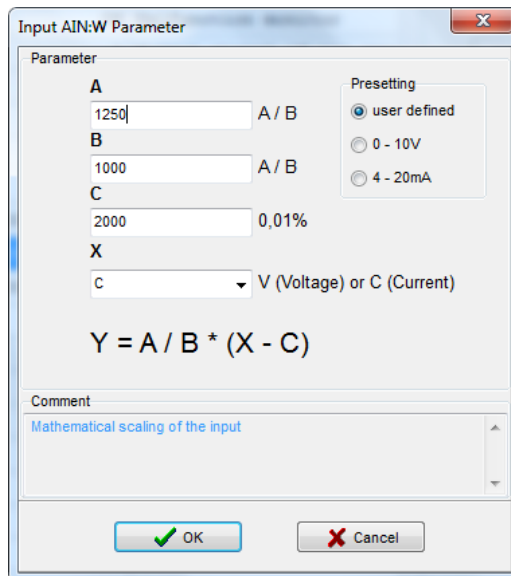 Input AIN:W Parameter
Parameter
A
1250 A / B
B
1000 A / B
C
2000 0,01%
X
C V (Voltage) or C (Current)
Presetting
user defined
0 - 10V
4 - 20mA
Y = A / B * (X - C)
Comment
Mathematical scaling of the input
OK Cancel